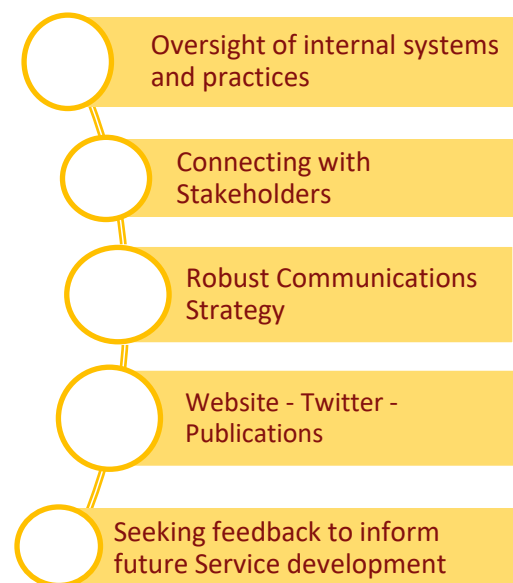 Oversight of internal systems
and practices
Connecting with
Stakeholders
Robust Communications
Strategy
Website - Twitter -
Publications
Seeking feedback to inform
future Service development